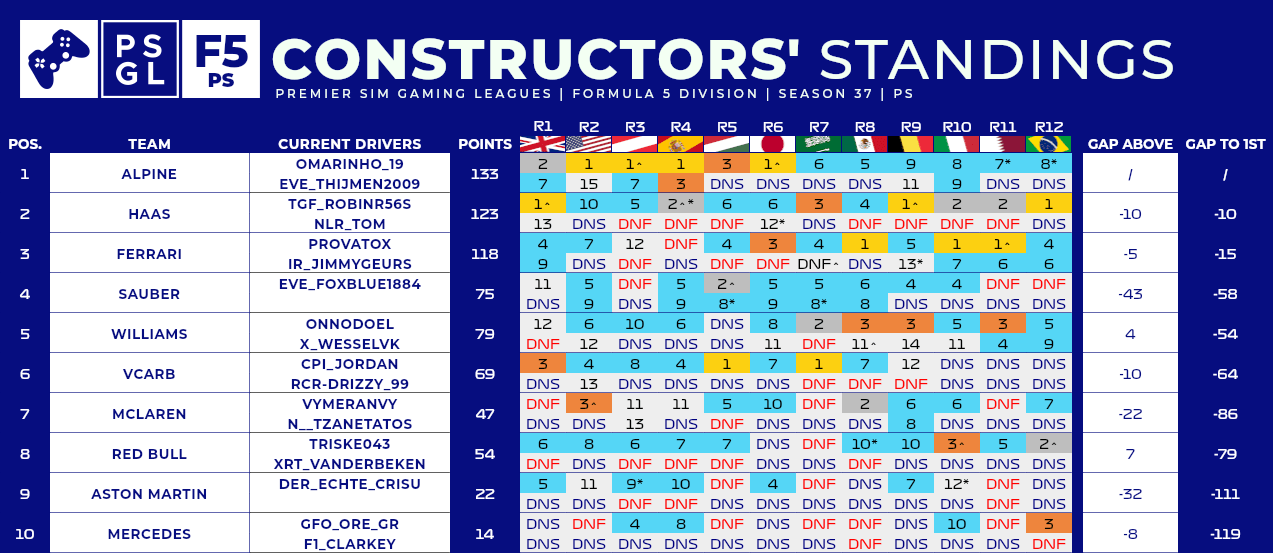 PS
GL
F5
PS
CONSTRUCTORS' STANDINGS
PREMIER SIM GAMING LEAGUES | FORMULA 5 DIVISION | SEASON 37 | PS
R1 R2 R3 R4 R5 R6 R7 R8 R9 R10 R11 R12
POS. TEAM CURRENT DRIVERS POINTS GAP ABOVE GAP TO 1ST
OMARINHO_19 2 1 1^ 1 3 1^ 6 5 9 8 7* 8*
1 ALPINE 133 / /
EVE_THIJMEN2009 7 15 7 3 DNS DNS DNS DNS 11 9 DNS DNS
TGF_ROBINR56S 1^ 10 5 2^* 6 6 3 4 1^ 2 2 1
2 HAAS 123 -10 -10
NLR_TOM 13 DNS DNF DNF DNF 12* DNS DNF DNF DNF DNF DNS
PROVATOX 4 7 12 DNF 4 3 4 1 5 1 1^ 4
3 FERRARI 118 -5 -15
IR_JIMMYGEURS 9 DNS DNF DNS DNF DNF DNF^ DNS 13* 7 6 6
EVE_FOXBLUE1884 11 5 DNF 5 2^ 5 5 6 4 4 DNF DNF
4 SAUBER 75 -43 -58
DNS 9 DNS 9 8* 9 8* 8 DNS DNS DNS DNS
ONNODOEL 12 6 10 6 DNS 8 2 3 3 5 3 5
5 WILLIAMS 79 4 -54
X_WESSELVK DNF 12 DNS DNS DNS 11 DNF 11^ 14 11 4 9
CPI_JORDAN 3 4 8 4 1 7 1 7 12 DNS DNS DNS
6 VCARB 69 -10 -64
RCR-DRIZZY_99 DNS 13 DNS DNS DNS DNS DNF DNF DNF DNS DNS DNS
VYMERANVY DNF 3^ 11 11 5 10 DNF 2 6 6 DNF 7
7 MCLAREN 47 -22 -86
N__TZANETATOS DNS DNS 13 DNS DNF DNS DNS DNS 8 DNS DNS DNS
TRISKE043 6 8 6 7 7 DNS DNF 10* 10 3^ 5 2^
8 RED BULL 54 7 -79
XRT_VANDERBEKEN DNF DNS DNF DNF DNS DNS DNS DNF DNS DNS DNS DNS
DER_ECHTE_CRISU 5 11 9* 10 DNF 4 DNF DNS 7 12* DNF DNS
9 ASTON MARTIN 22 -32 -111
DNS DNS DNF DNF DNS DNS DNS DNS DNS DNS DNF DNS
GFO_ORE_GR DNS DNF 4 8 DNF DNS DNF DNF DNS 10 DNF 3
10 MERCEDES 14 -8 -119
F1_CLARKEY DNS DNS DNS DNS DNS DNS DNS DNF DNS DNS DNS DNF